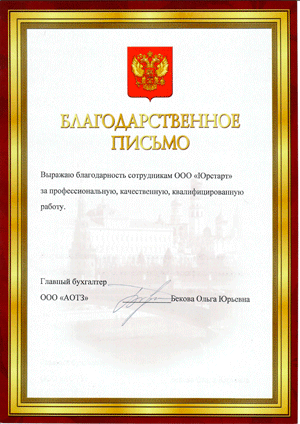 БЛАГОДАРСТВЕННОЕ
ПИСЬМО
Выражаю благодарность сотрудникам ООО «Юрстарт»
за профессиональную, качественную, квалифицированную
работу.
Главный бухгалтер
ООО «АОТЗ» Бекова Ольга Юрьевна